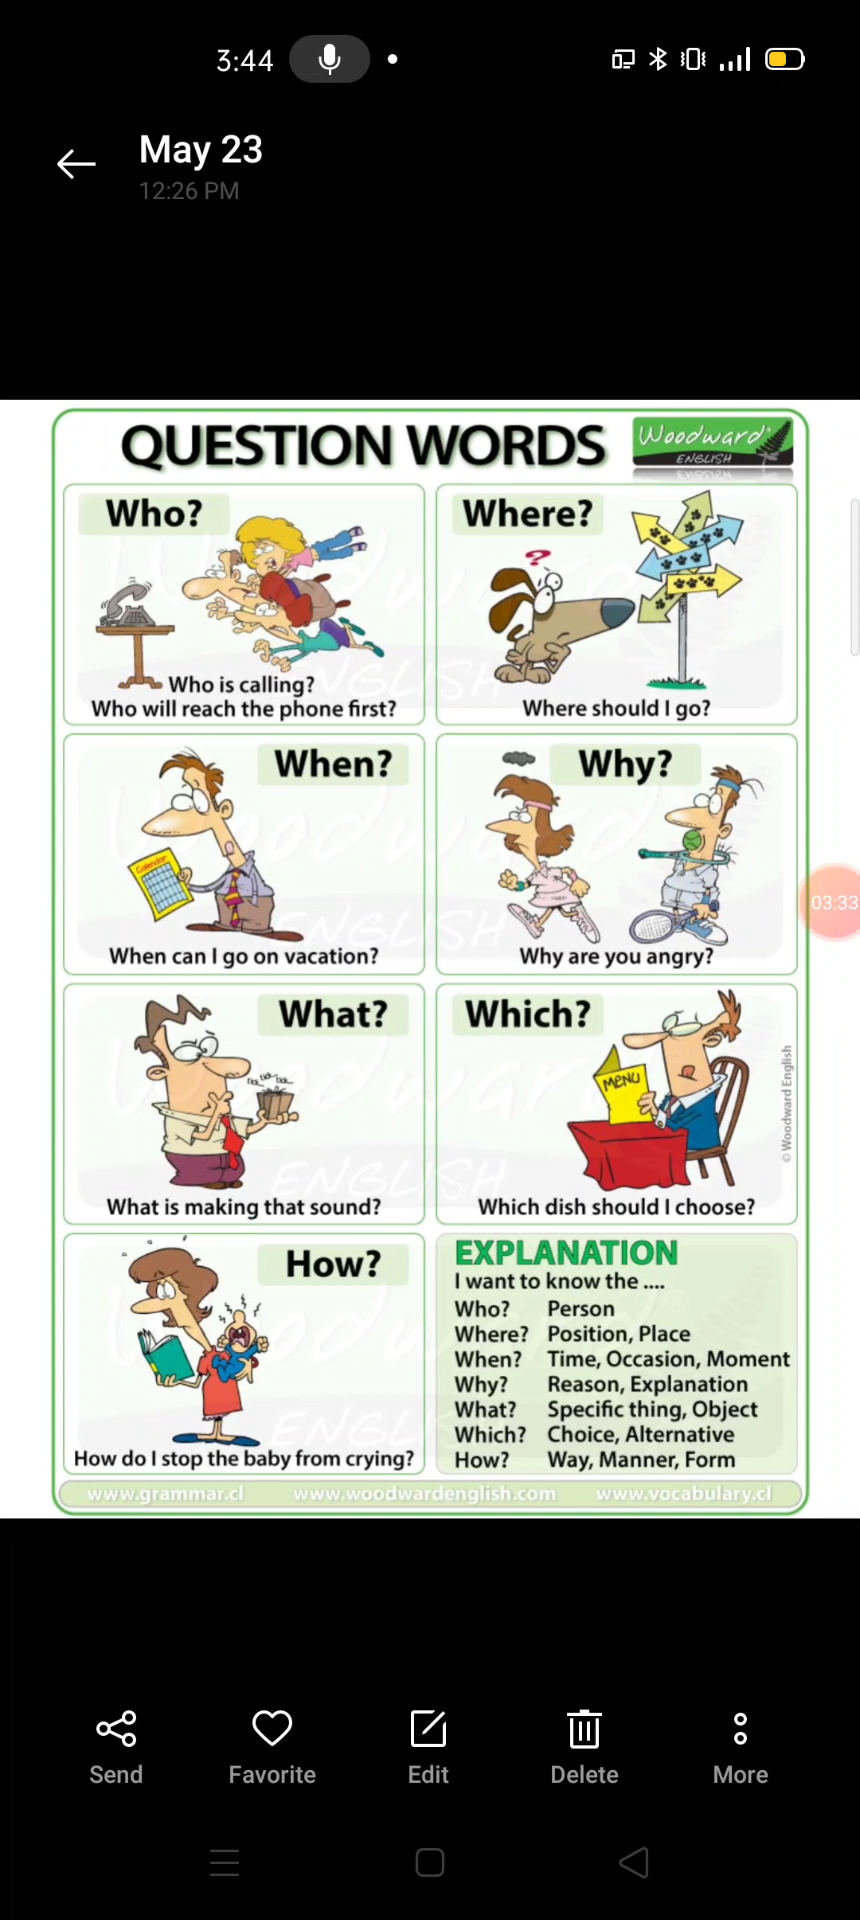 3:44
May 23
12:26 PM
QUESTION WORDS
Woodward
ENGLISH
Who?
Who is calling?
Who will reach the phone first?
Where?
?
Where should I go?
When?
Calendar
When can I go on vacation?
Why?
Why are you angry?
What?
What is making that sound?
Which?
MENU
Which dish should I choose?
© Woodward English
How?
How do I stop the baby from crying?
EXPLANATION
I want to know the ....
Who? Person
Where? Position, Place
When? Time, Occasion, Moment
Why? Reason, Explanation
What? Specific thing, Object
Which? Choice, Alternative
How? Way, Manner, Form
www.grammar.cl www.woodwardenglish.com www.vocabulary.cl
03:33
Send Favorite Edit Delete More